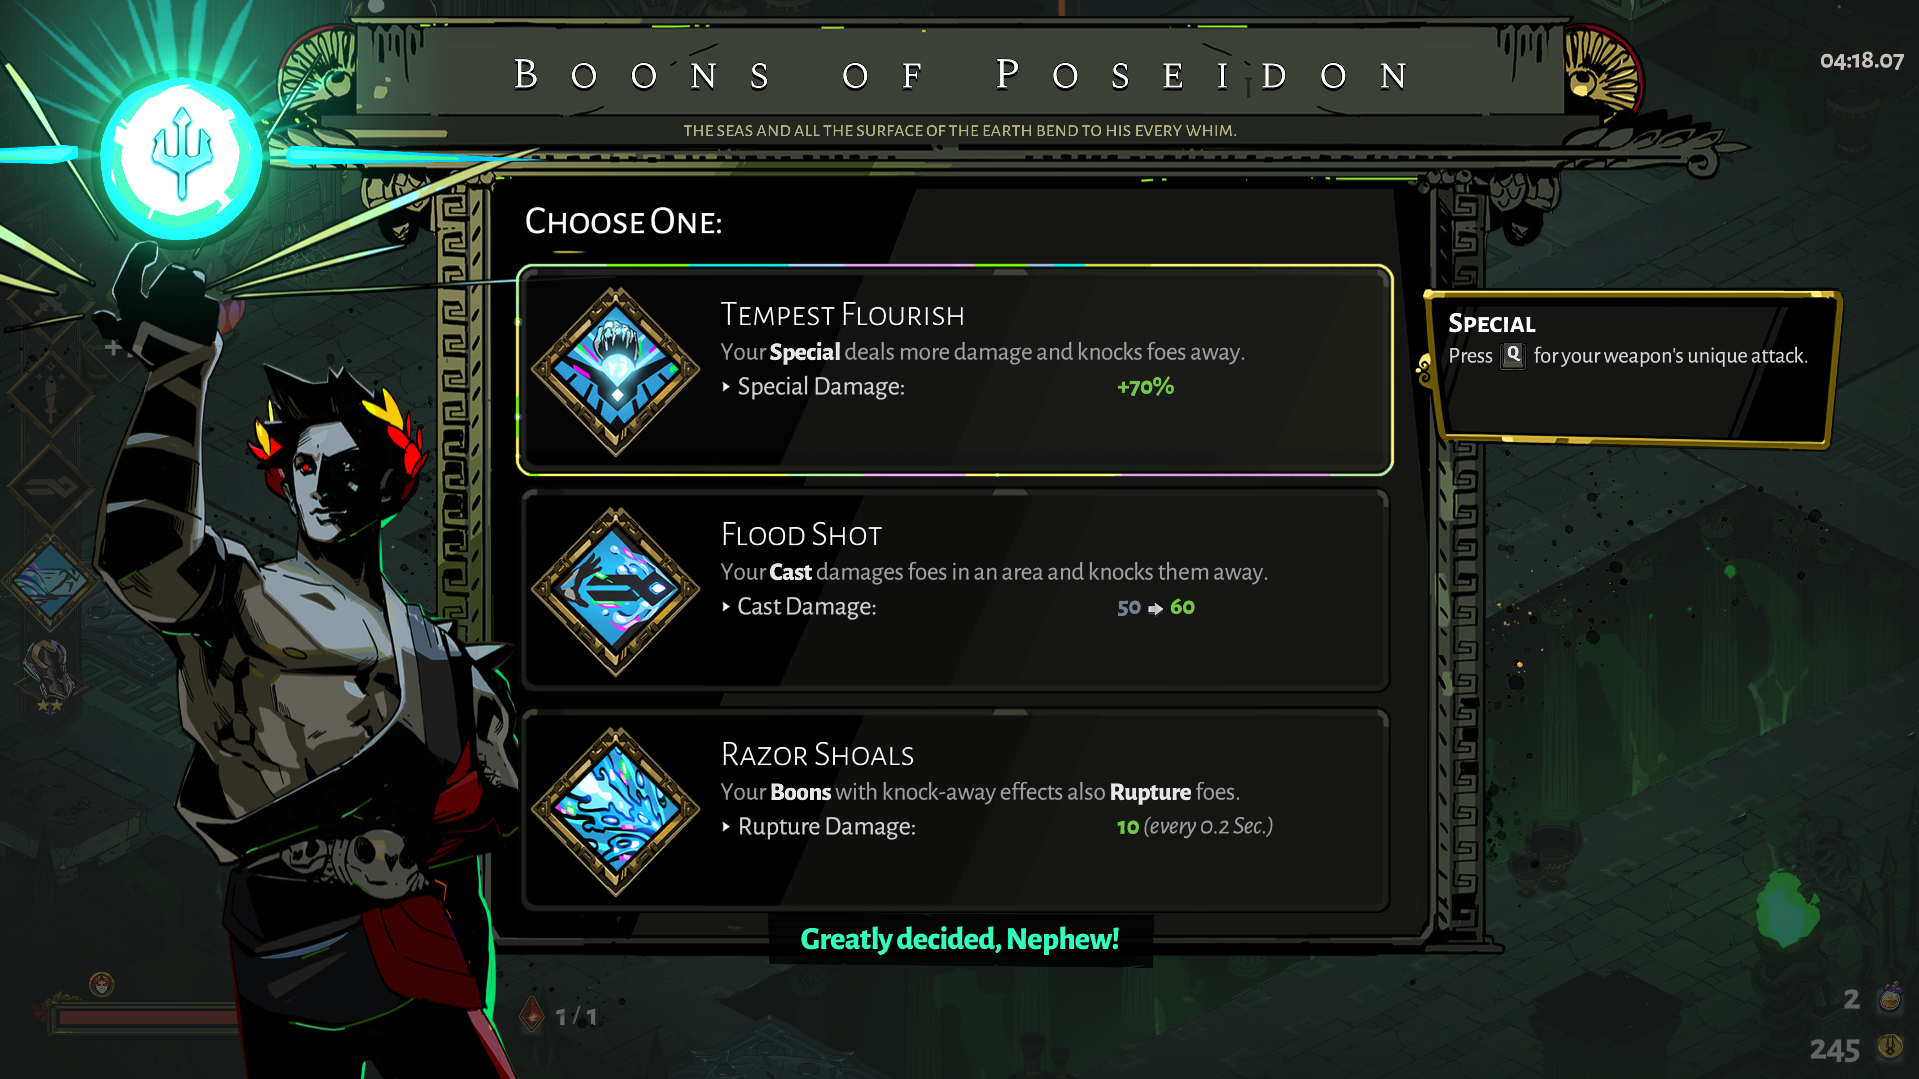 BOONS OF POSEIDON
04:18.07
THE SEAS AND ALL THE SURFACE OF THE EARTH BEND TO HIS EVERY WHIM.
CHOOSE ONE:
TEMPEST FLOURISH
Your Special deals more damage and knocks foes away.
Special Damage: +70%
SPECIAL
Press Q for your weapon's unique attack.
FLOOD SHOT
Your Cast damages foes in an area and knocks them away.
Cast Damage: 50 → 60
RAZOR SHOALS
Your Boons with knock-away effects also Rupture foes.
Rupture Damage: 10 (every 0.2 Sec.)
Greatly decided, Nephew!
1 / 1
2
245